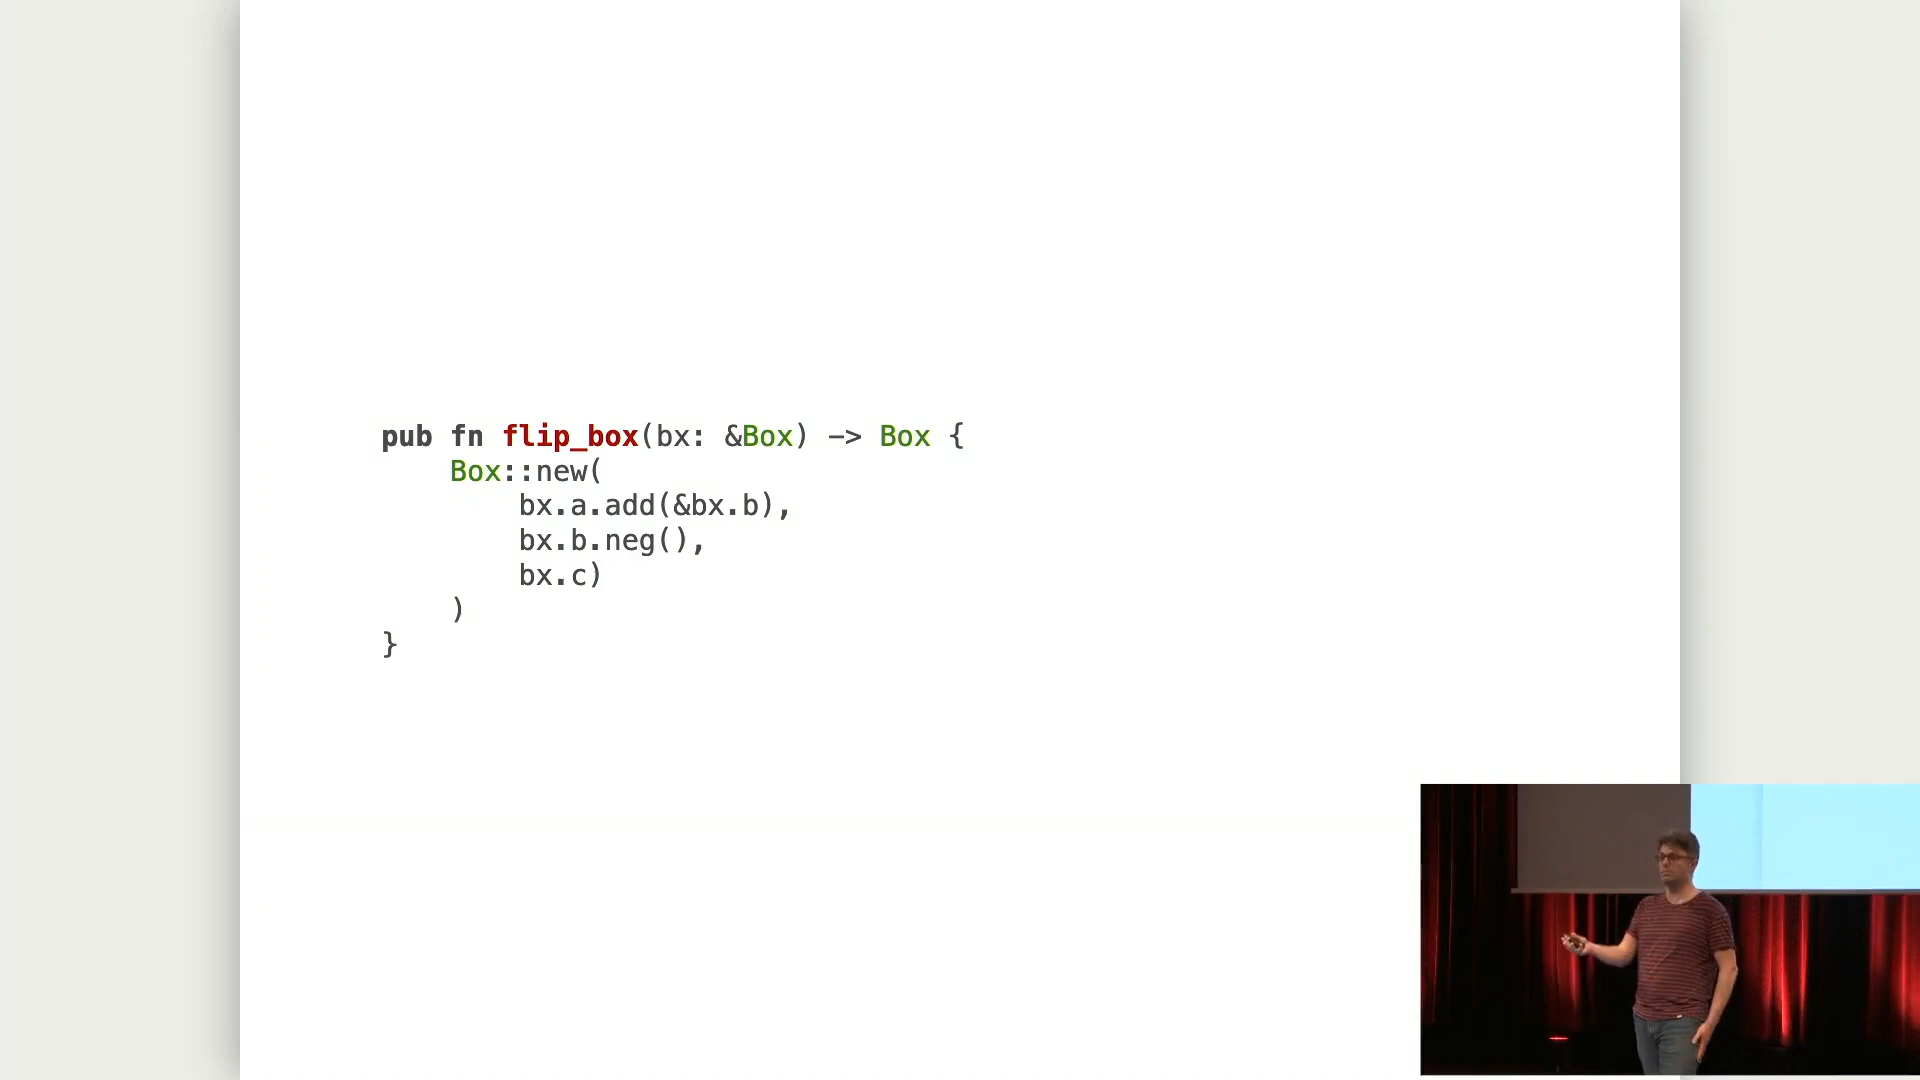 pub fn flip_box(bx: &Box) -> Box {
    Box::new(
        bx.a.add(&bx.b),
        bx.b.neg(),
        bx.c)
    )
}